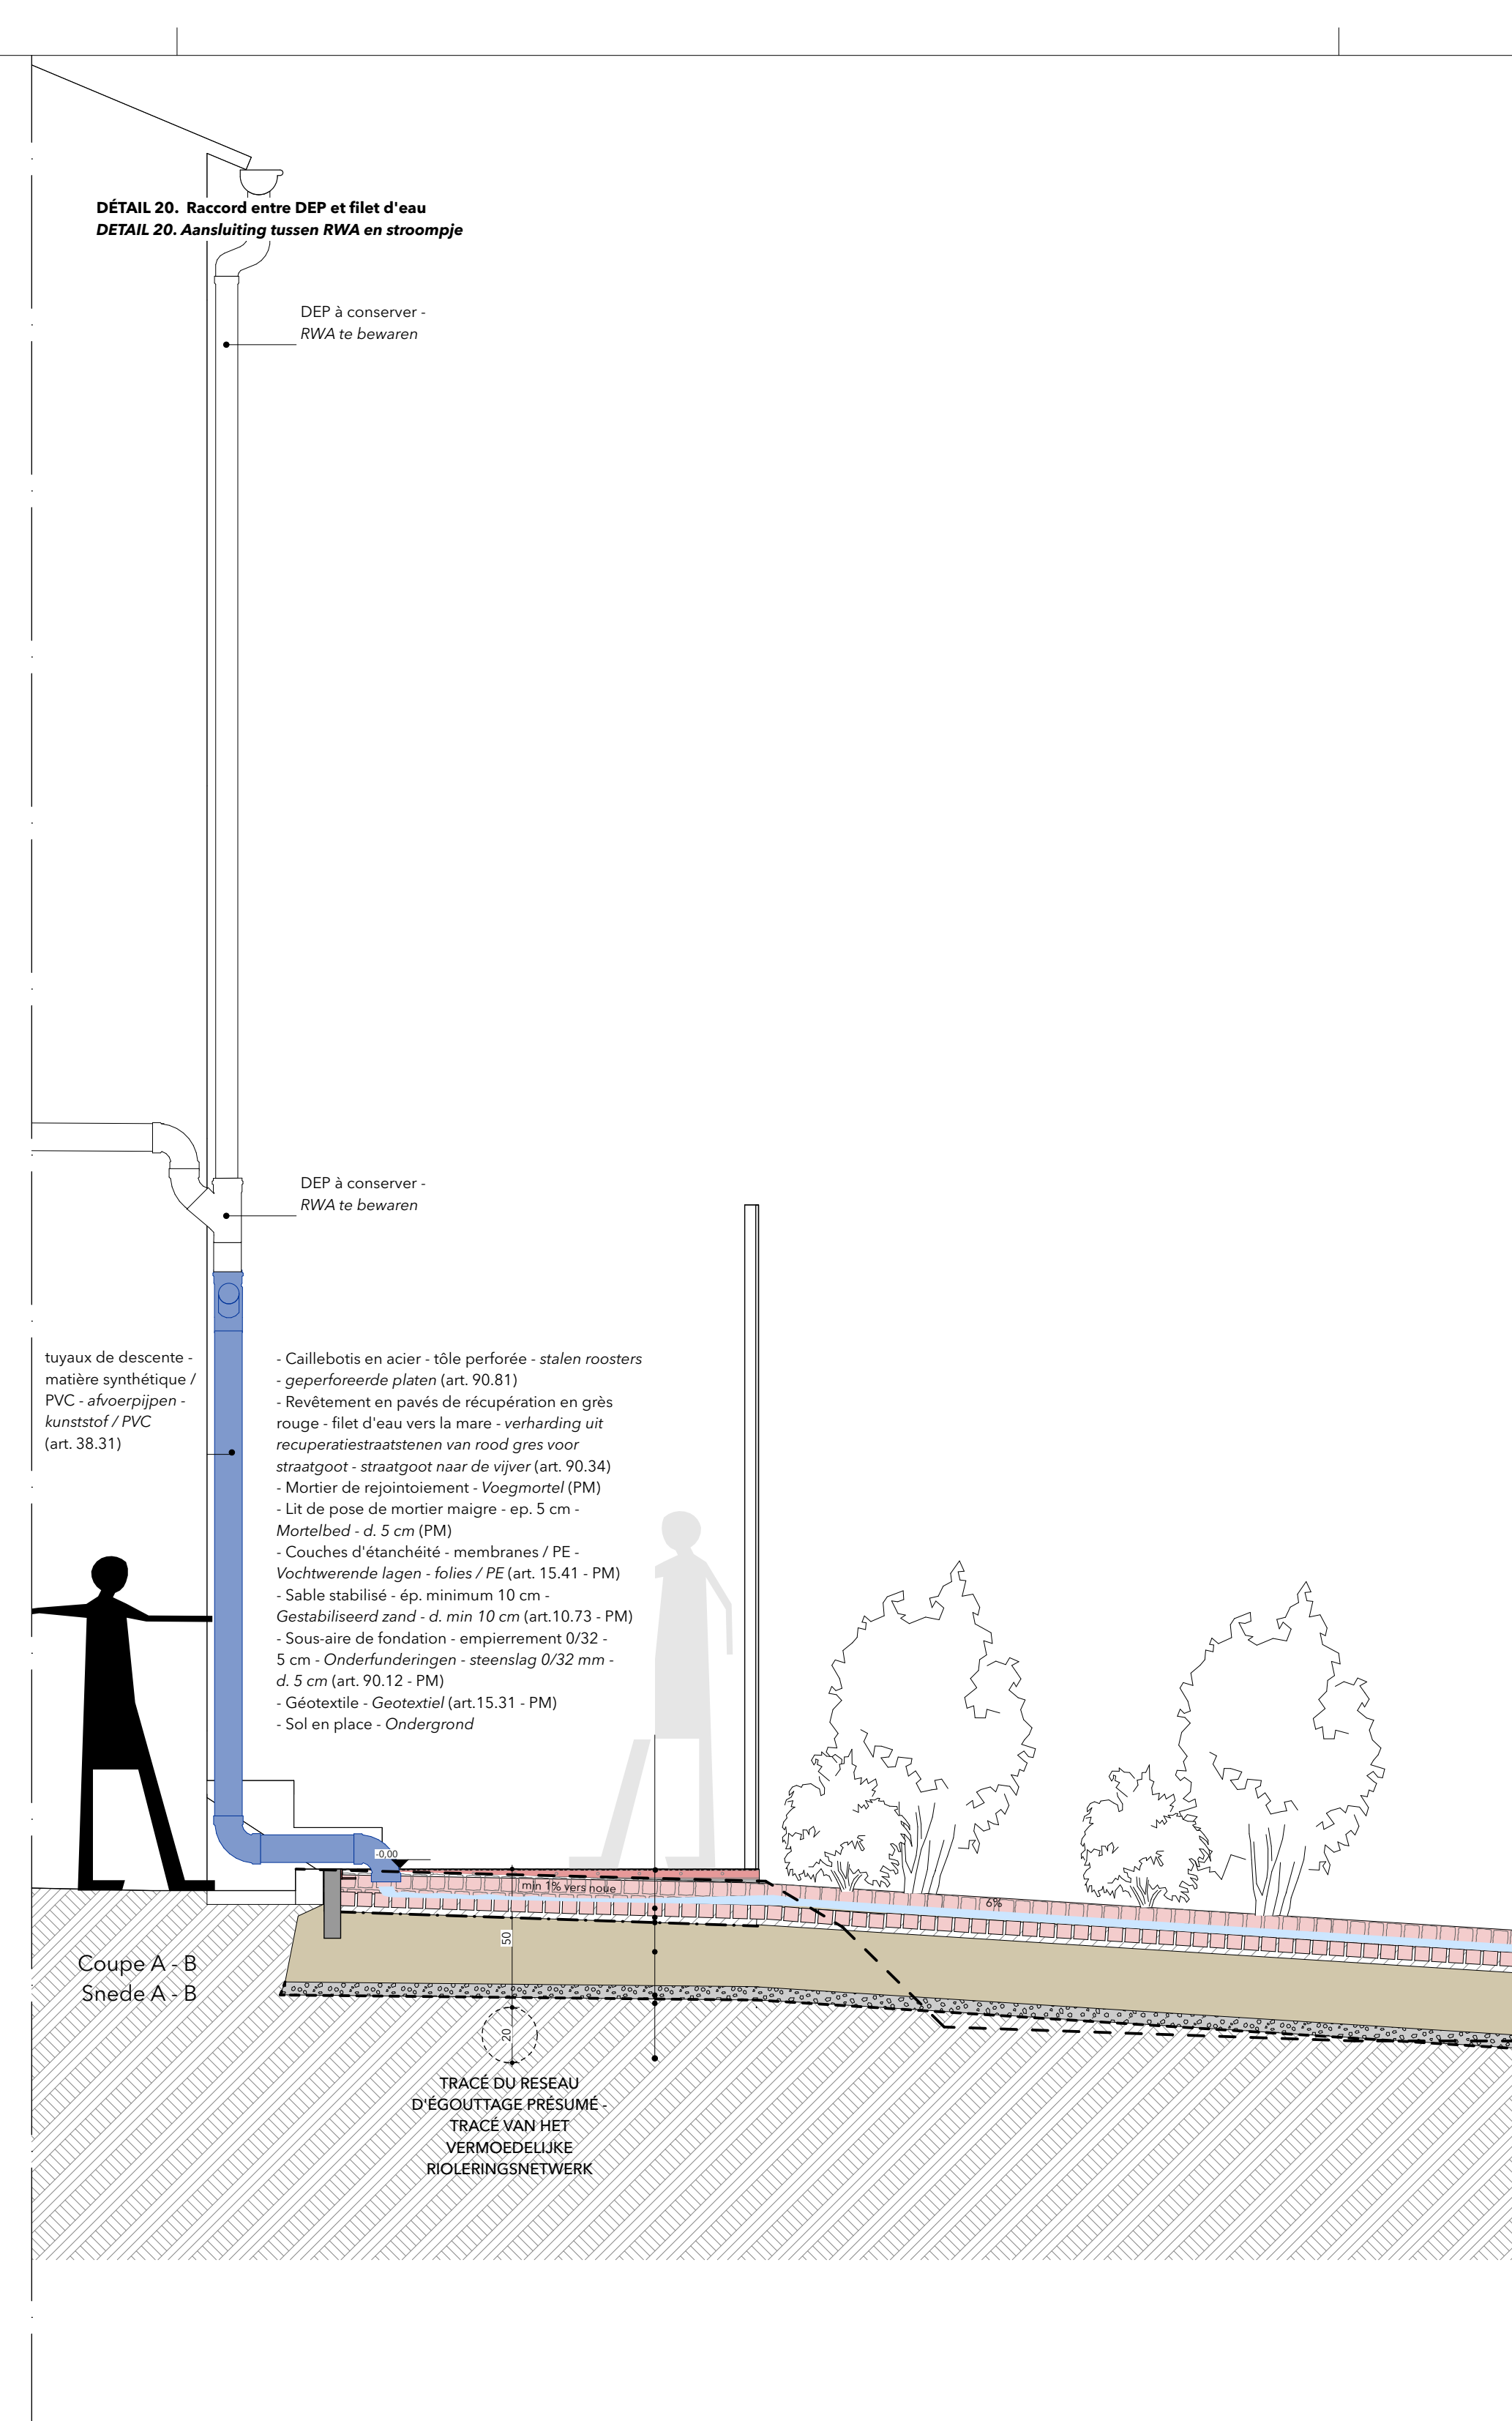 DÉTAIL 20. Raccord entre DEP et filet d'eau
DETAIL 20. Aansluiting tussen RWA en stroompje
DEP à conserver -
RWA te bewaren
DEP à conserver -
RWA te bewaren
tuyaux de descente -
matière synthétique /
PVC - afvoerpijpen -
kunststof / PVC
(art. 38.31)
- Caillebotis en acier - tôle perforée - stalen roosters
- geperforeerde platen (art. 90.81)
- Revêtement en pavés de récupération en grès
rouge - filet d'eau vers la mare - verharding uit
recuperatiestraatstenen van rood gres voor
straatgoot - straatgoot naar de vijver (art. 90.34)
- Mortier de rejointoiement - Voegmortel (PM)
- Lit de pose de mortier maigre - ep. 5 cm -
Mortelbed - d. 5 cm (PM)
- Couches d'étanchéité - membranes / PE -
Vochtwerende lagen - folies / PE (art. 15.41 - PM)
- Sable stabilisé - ép. minimum 10 cm -
Gestabiliseerd zand - d. min 10 cm (art.10.73 - PM)
- Sous-aire de fondation - empierrement 0/32 -
5 cm - Onderfunderingen - steenslag 0/32 mm -
d. 5 cm (art. 90.12 - PM)
- Géotextile - Geotextiel (art.15.31 - PM)
- Sol en place - Ondergrond
-0,00
min 1% vers noue
6%
50
Coupe A - B
Snede A - B
20
TRACÉ DU RESEAU
D'ÉGOUTTAGE PRÉSUMÉ -
TRACÉ VAN HET
VERMOEDELIJKE
RIOLERINGSNETWERK